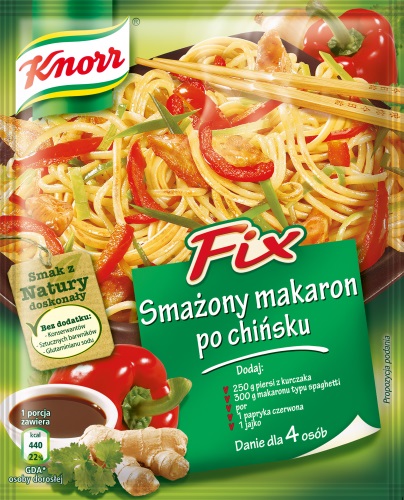 Knorr
®
Fix
Smażony makaron
po chińsku
Dodaj:
250 g piersi z kurczaka
300 g makaronu typu spaghetti
por
1 papryka czerwona
1 jajko
Danie dla 4 osób
Smak z
Natury
doskonały
Bez dodatku:
- Konserwantów
- Sztucznych barwników
- Glutaminianu sodu
1 porcja
zawiera
kcal
440
22%
GDA*
osoby dorosłej
Propozycja podania